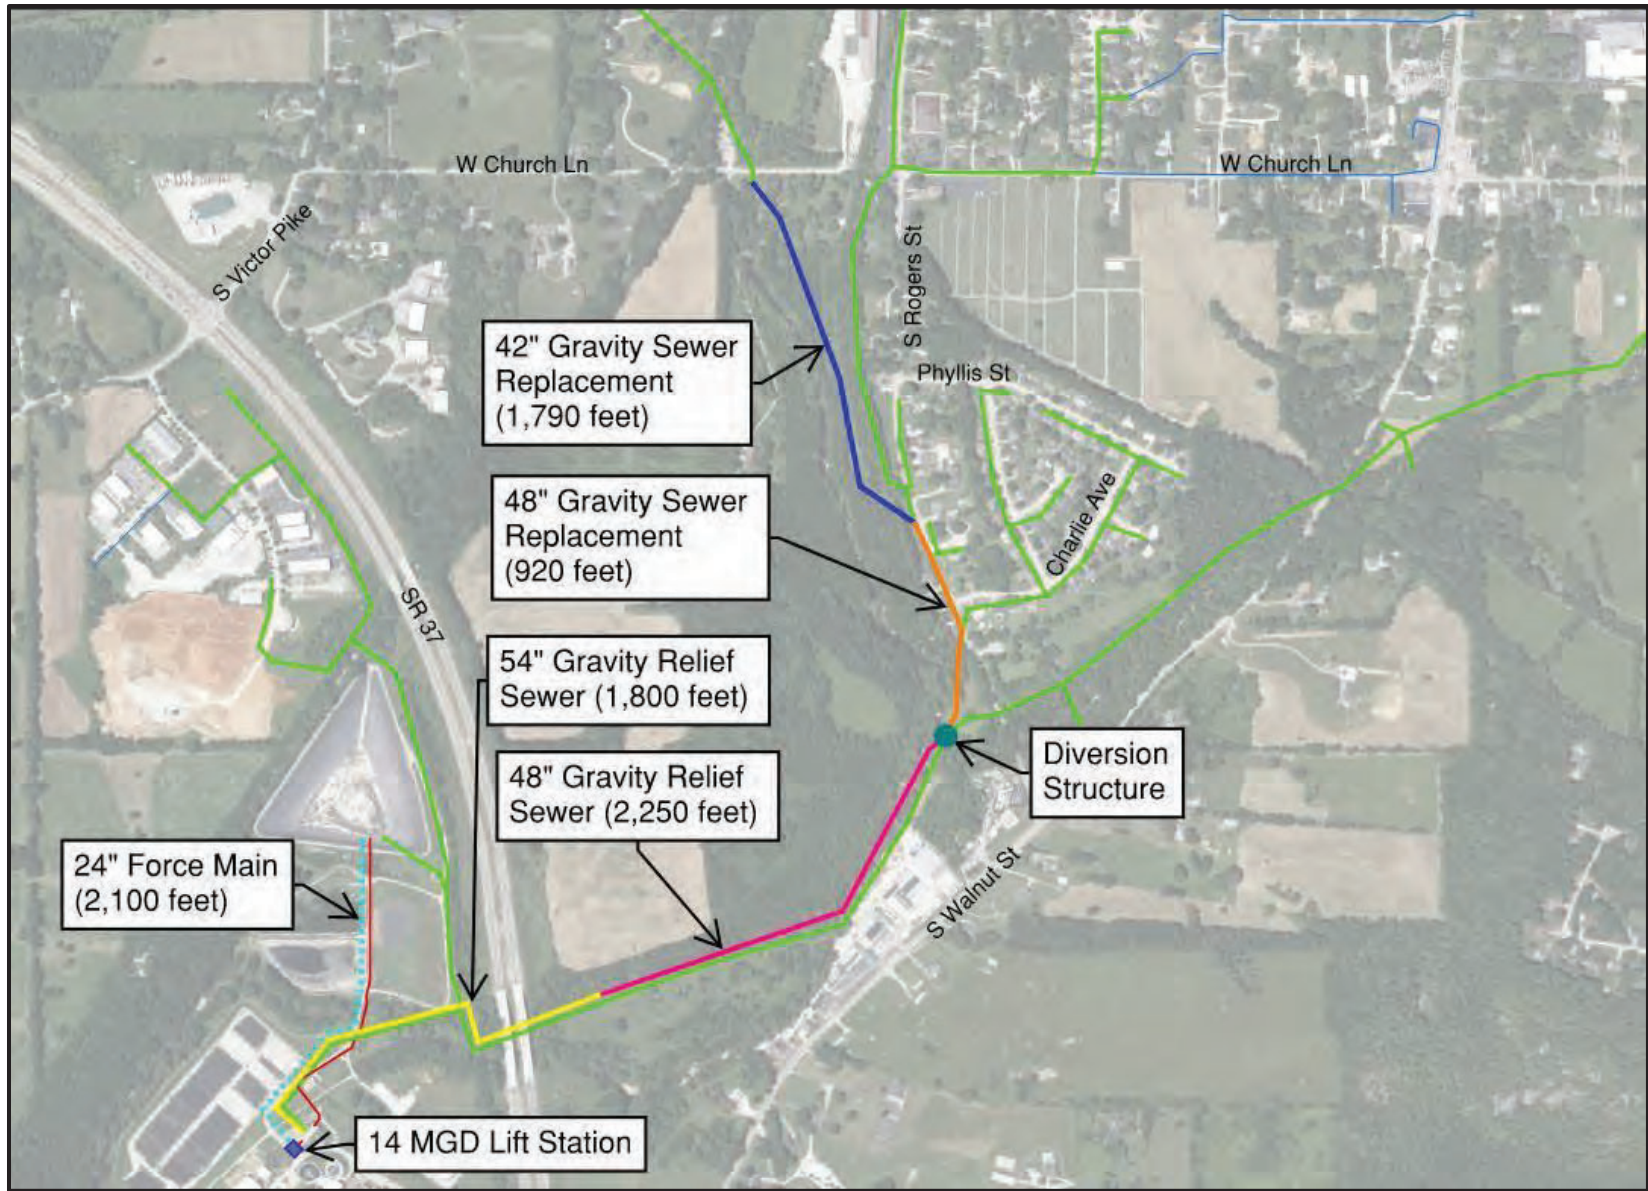 W Church Ln
W Church Ln
S Victor Pike
S Rogers St
42" Gravity Sewer
Replacement
(1,790 feet)
Phyllis St
48" Gravity Sewer
Replacement
(920 feet)
Charlie Ave
SR 37
54" Gravity Relief
Sewer (1,800 feet)
48" Gravity Relief
Sewer (2,250 feet)
Diversion
Structure
24" Force Main
(2,100 feet)
S Walnut St
14 MGD Lift Station